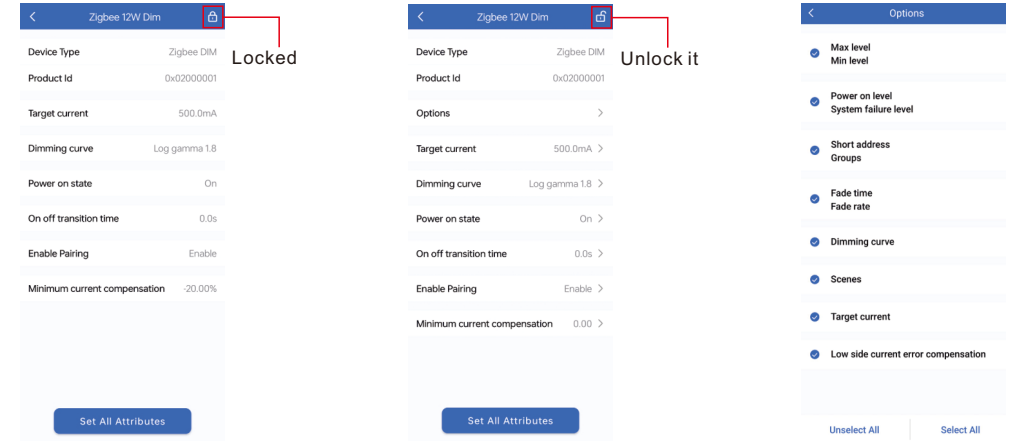 Zigbee 12W Dim
Locked
Device Type Zigbee DIM
Product Id 0x02000001
Target current 500.0mA
Dimming curve Log gamma 1.8
Power on state On
On off transition time 0.0s
Enable Pairing Enable
Minimum current compensation -20.00%
Set All Attributes
Zigbee 12W Dim
Unlock it
Device Type Zigbee DIM
Product Id 0x02000001
Options
Target current 500.0mA
Dimming curve Log gamma 1.8
Power on state On
On off transition time 0.0s
Enable Pairing Enable
Minimum current compensation 0.00
Set All Attributes
Options
Max level
Min level
Power on level
System failure level
Short address
Groups
Fade time
Fade rate
Dimming curve
Scenes
Target current
Low side current error compensation
Unselect All Select All